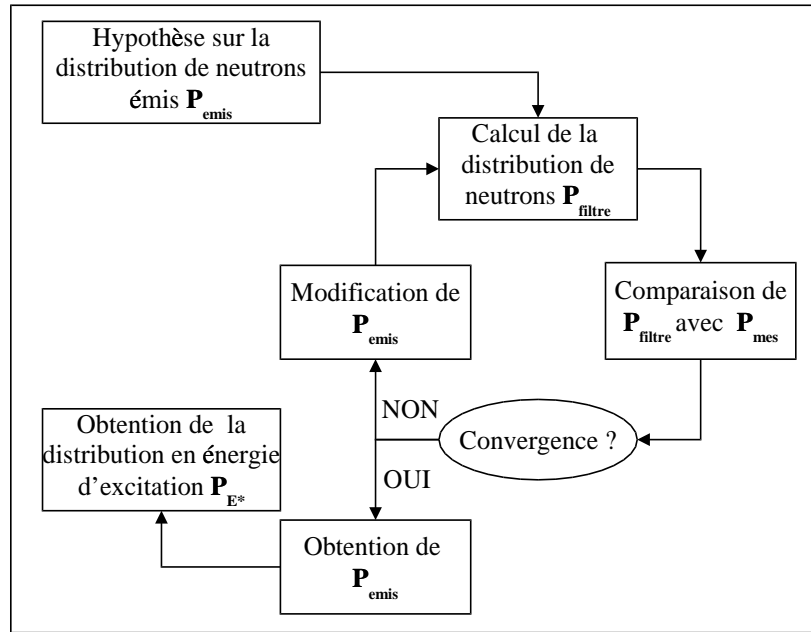 Hypothèse sur la
distribution de neutrons
émis P_emis
Calcul de la
distribution de
neutrons P_filtre
Modification de
P_emis
Comparaison de
P_filtre avec P_mes
NON
Convergence ?
Obtention de la
distribution en énergie
d'excitation P_E*
OUI
Obtention de
P_emis